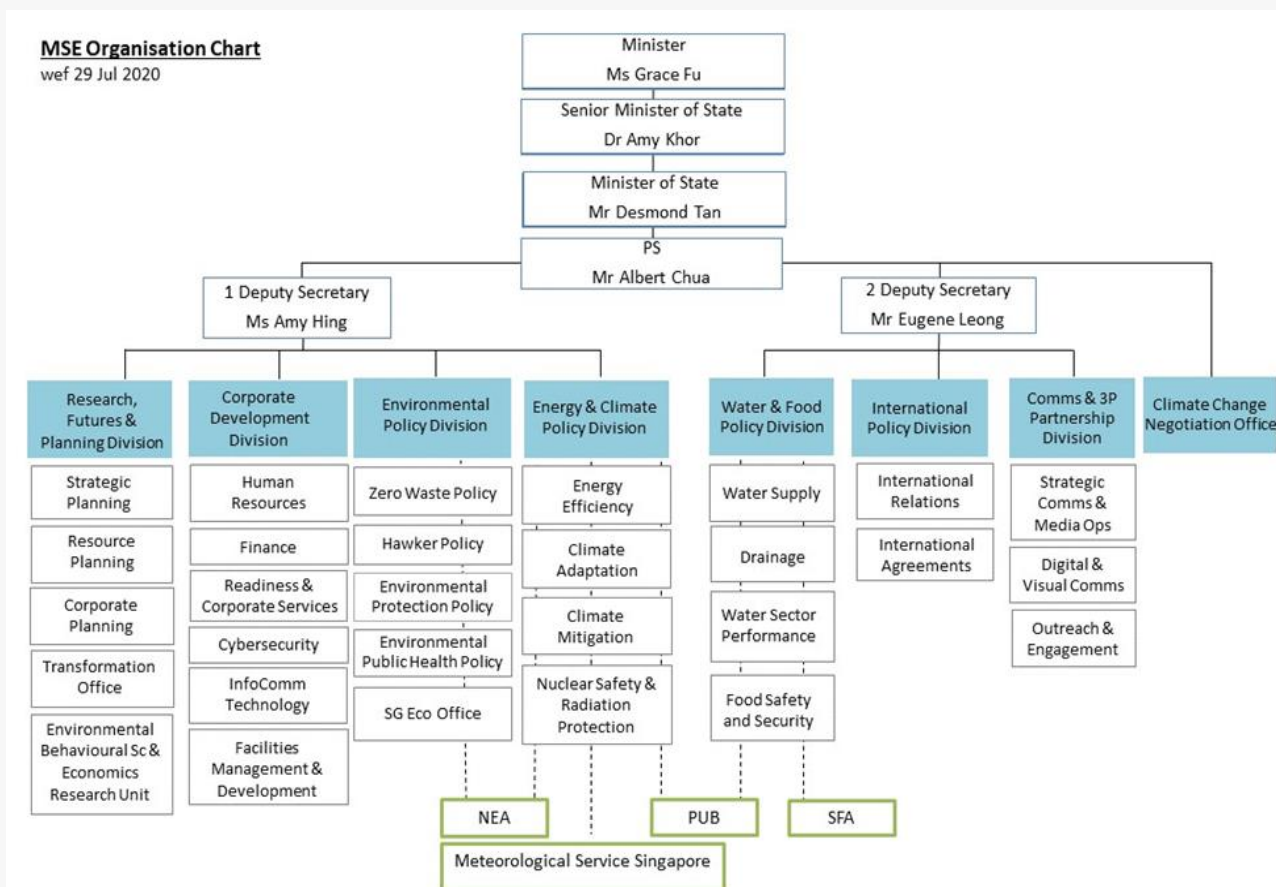 MSE Organisation Chart
wef 29 Jul 2020
Minister
Ms Grace Fu
Senior Minister of State
Dr Amy Khor
Minister of State
Mr Desmond Tan
PS
Mr Albert Chua
1 Deputy Secretary
Ms Amy Hing
2 Deputy Secretary
Mr Eugene Leong
Research,
Futures &
Planning Division
Strategic
Planning
Resource
Planning
Corporate
Planning
Transformation
Office
Environmental
Behavioural Sc &
Economics
Research Unit
Corporate
Development
Division
Human
Resources
Finance
Readiness &
Corporate Services
Cybersecurity
InfoComm
Technology
Facilities
Management &
Development
Environmental
Policy Division
Zero Waste Policy
Hawker Policy
Environmental
Protection Policy
Environmental
Public Health Policy
SG Eco Office
Energy & Climate
Policy Division
Energy
Efficiency
Climate
Adaptation
Climate
Mitigation
Nuclear Safety &
Radiation
Protection
Water & Food
Policy Division
Water Supply
Drainage
Water Sector
Performance
Food Safety
and Security
International
Policy Division
International
Relations
International
Agreements
Comms & 3P
Partnership
Division
Strategic
Comms &
Media Ops
Digital &
Visual Comms
Outreach &
Engagement
Climate Change
Negotiation Office
NEA
PUB
SFA
Meteorological Service Singapore